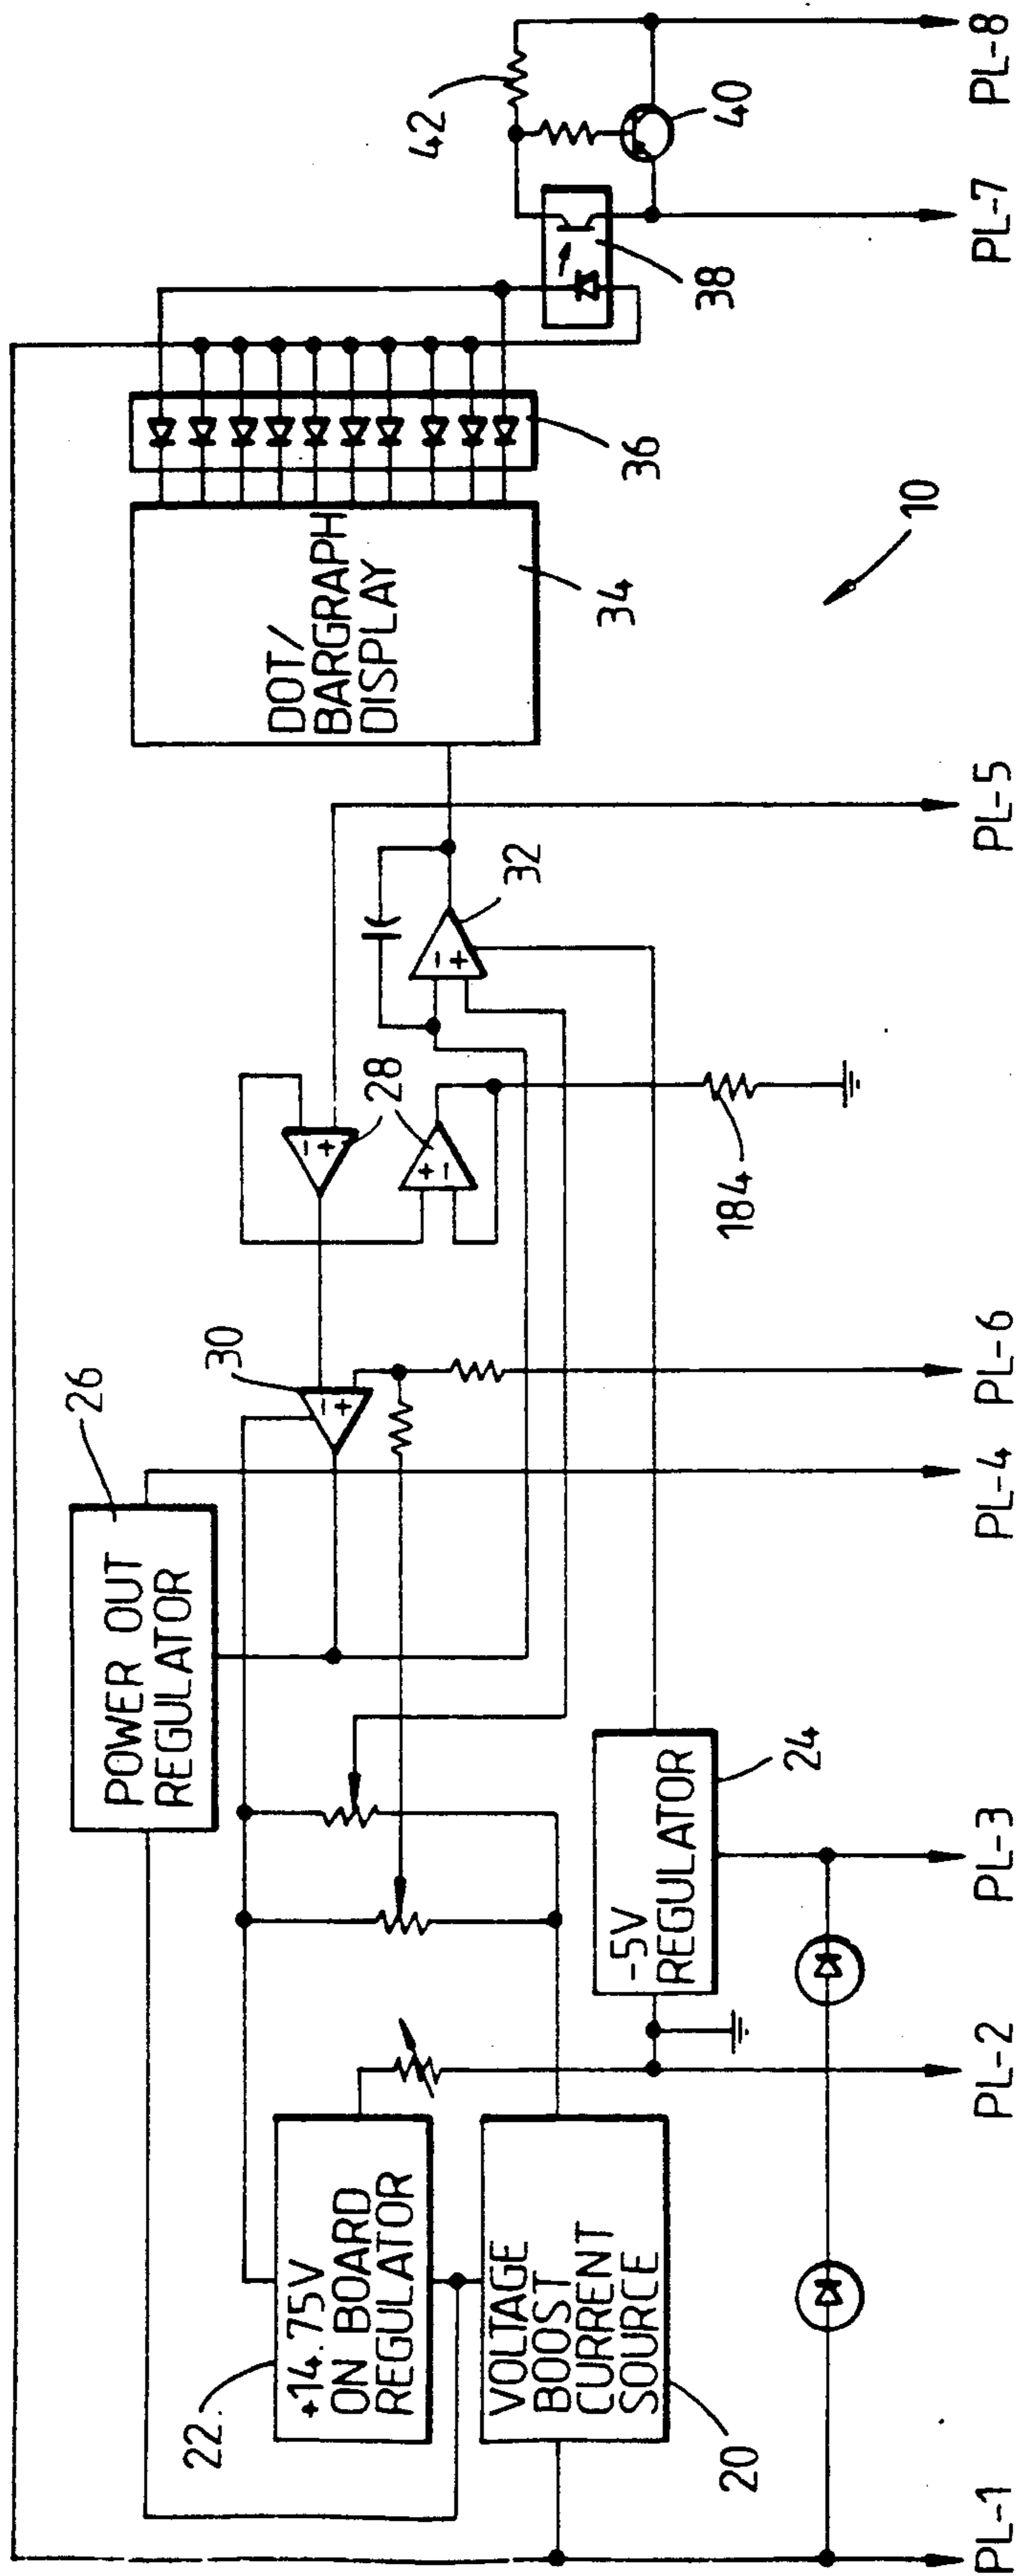 26
POWER OUT
REGULATOR
30
22.
+14.75V
ON BOARD
REGULATOR
VOLTAGE
BOOST
CURRENT
SOURCE
20
-5V
REGULATOR
24
- +
- +
28
+ -
184
- +
32
DOT/
BARGRAPH
DISPLAY
34
36
38
42
40
10
PL-1
PL-2
PL-3
PL-4
PL-6
PL-5
PL-7
PL-8